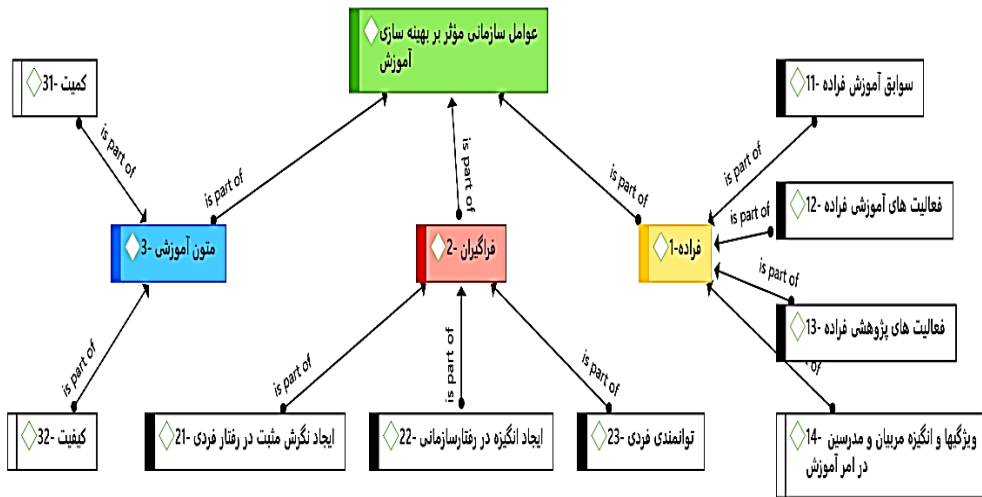 عوامل سازمانی مؤثر بر بهینه سازی
آموزش
31- کمیت
11- سوابق آموزش فراده
is part of
is part of
is part of
is part of
is part of
12- فعالیت های آموزشی فراده
is part of
3- متون آموزشی
2- فراگیران
1-فراده
is part of
13- فعالیت های پژوهشی فراده
is part of
is part of
is part of
is part of
of
32- کیفیت
21- ایجاد نگرش مثبت در رفتار فردی
22- ایجاد انگیزه در رفتارسازمانی
23- توانمندی فردی
14- ویژگیها و انگیزه مربیان و مدرسین
در امر آموزش